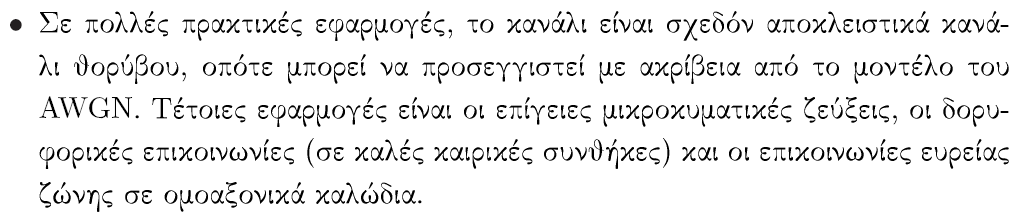 • Σε πολλές πρακτικές εφαρμογές, το κανάλι είναι σχεδόν αποκλειστικά κανά-
λι θορύβου, οπότε μπορεί να προσεγγιστεί με ακρίβεια από το μοντέλο του
AWGN. Τέτοιες εφαρμογές είναι οι επίγειες μικροκυματικές ζεύξεις, οι δορυ-
φορικές επικοινωνίες (σε καλές καιρικές συνθήκες) και οι επικοινωνίες ευρείας
ζώνης σε ομοαξονικά καλώδια.